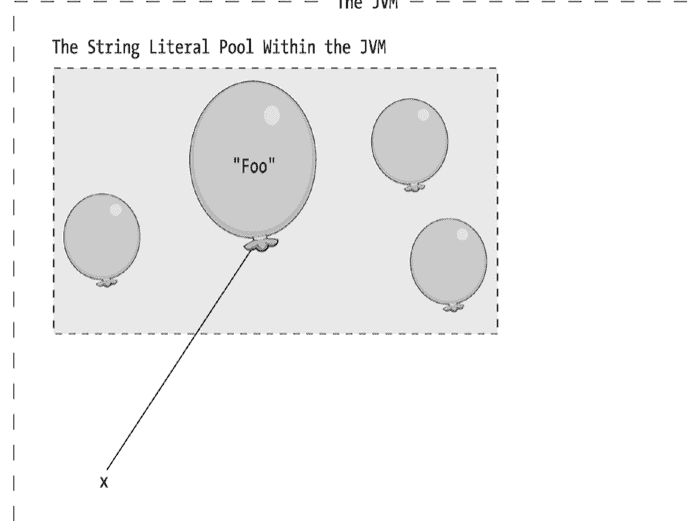 The JVM
The String Literal Pool Within the JVM
"Foo"
x